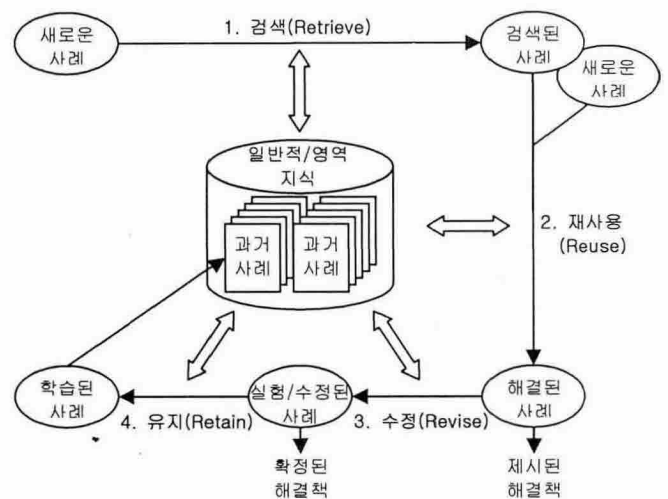 새로운
사례
1. 검색(Retrieve)
검색된
사례
새로운
사례
일반적/영역
지식
과거
사례
과거
사례
2. 재사용
(Reuse)
학습된
사례
4. 유지(Retain)
실험/수정된
사례
3. 수정(Revise)
해결된
사례
확정된
해결책
제시된
해결책